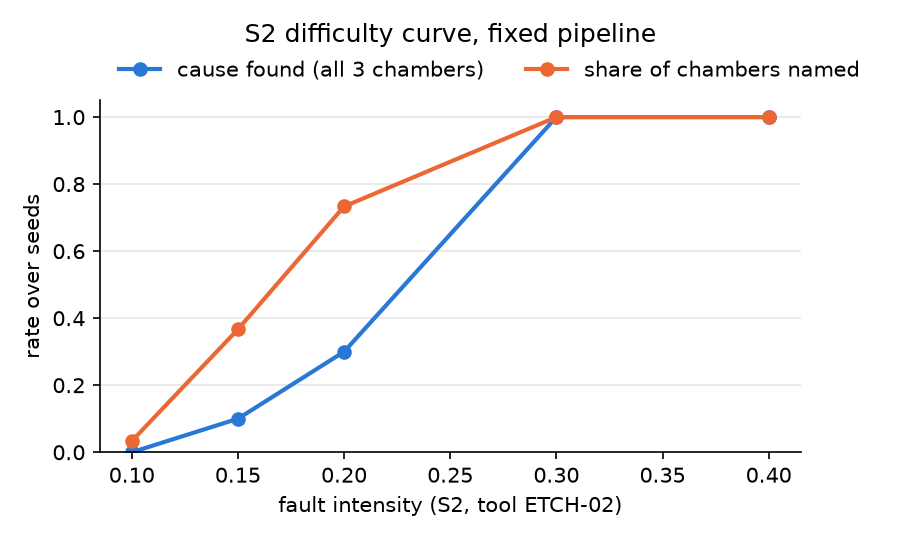 S2 difficulty curve, fixed pipeline
cause found (all 3 chambers) share of chambers named
1.0
0.8
0.6
0.4
0.2
0.0
rate over seeds
0.10 0.15 0.20 0.25 0.30 0.35 0.40
fault intensity (S2, tool ETCH-02)